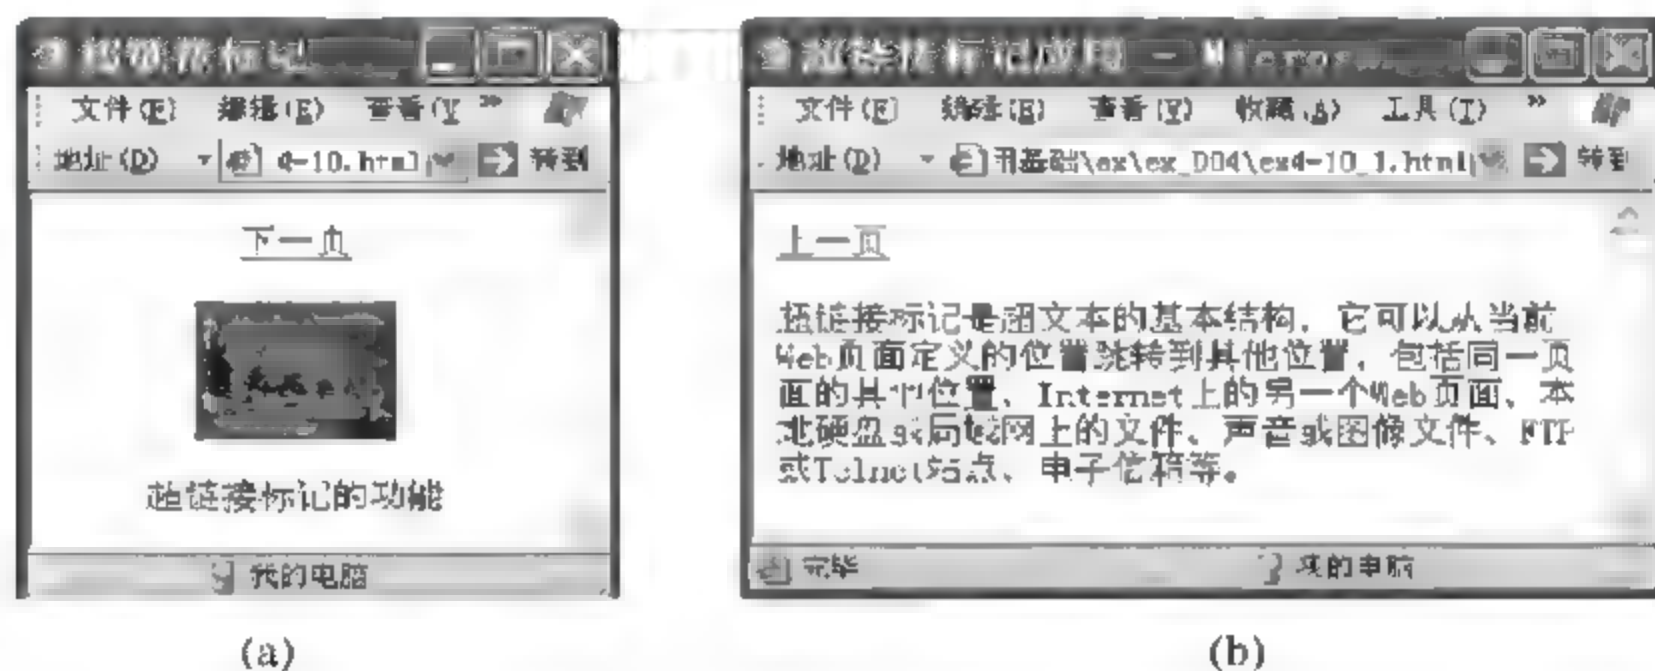 超链接标记
文件(F) 编辑(E) 查看(V »
地址(D) 4-10.html 转到
下一页
超链接标记的功能
我的电脑
(a)
超链接标记应用 -
文件(F) 编辑(E) 查看(V) 收藏(A) 工具(T) »
地址(D) 用基础\ex\ex_D04\ex4-10_1.html 转到
上一页
超链接标记是超文本的基本结构，它可以从当前
Web页面定义的位置跳转到其他位置，包括同一页
面的其中位置、Internet上的另一个Web页面、本
地硬盘或局域网上的文件、声音或图像文件、FTP
或Telnet站点、电子信箱等。
完毕 我的电脑
(b)